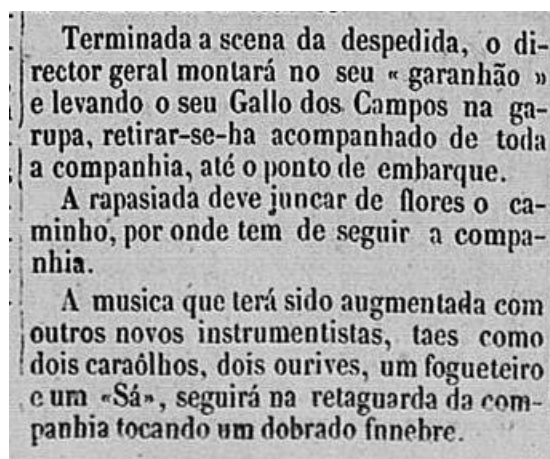 Terminada a scena da despedida, o di-
rector geral montará no seu « garanhão »
e levando o seu Gallo dos Campos na ga-
rupa, retirar-se-ha acompanhado de toda
a companhia, até o ponto de embarque.
A rapasiada deve juncar de flores o ca-
minho, por onde tem de seguir a compa-
nhia.
A musica que terá sido augmentada com
outros novos instrumentistas, taes como
dois caraôlhos, dois ourives, um fogueteiro
e um «Sá», seguirá na retaguarda da com-
panhia tocando um dobrado fnnebre.